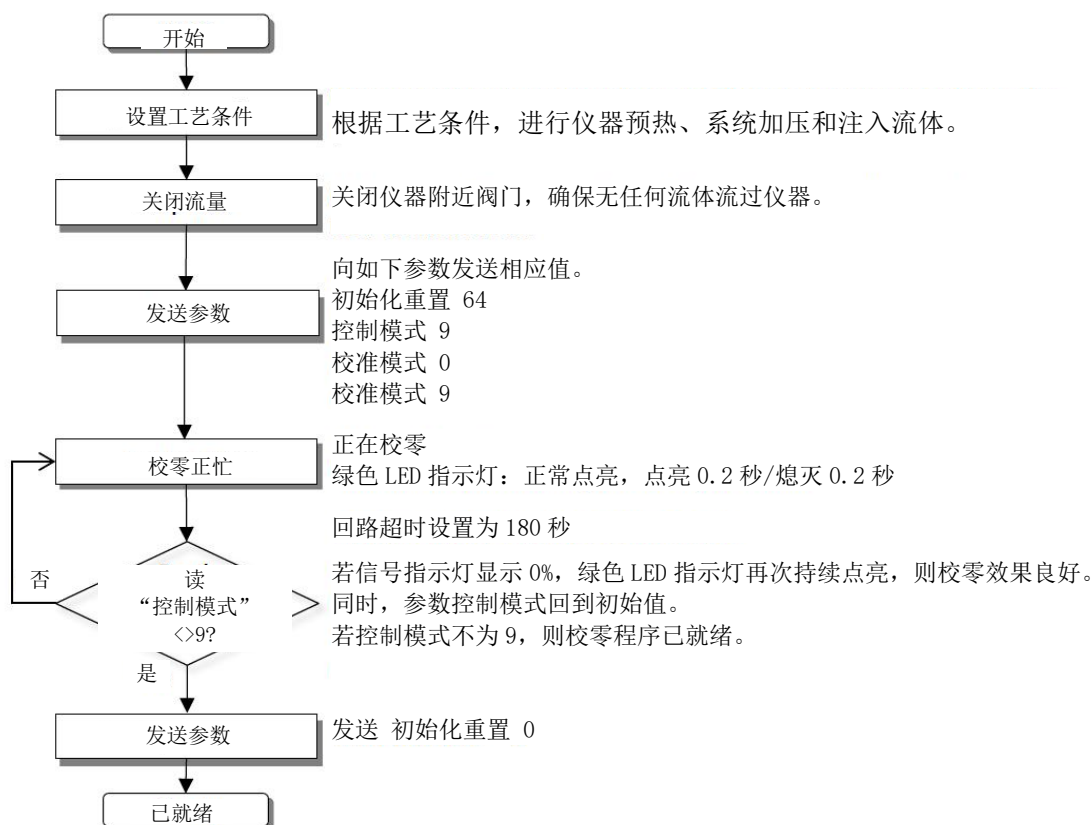 开始
设置工艺条件
根据工艺条件，进行仪器预热、系统加压和注入流体。
关闭流量
关闭仪器附近阀门，确保无任何流体流过仪器。
发送参数
向如下参数发送相应值。
初始化重置 64
控制模式 9
校准模式 0
校准模式 9
校零正忙
正在校零
绿色 LED 指示灯：正常点亮，点亮 0.2 秒/熄灭 0.2 秒
回路超时设置为 180 秒
否
读
“控制模式”
<>9?
若信号指示灯显示 0%，绿色 LED 指示灯再次持续点亮，则校零效果良好。
同时，参数控制模式回到初始值。
若控制模式不为 9，则校零程序已就绪。
是
发送参数
发送 初始化重置 0
已就绪